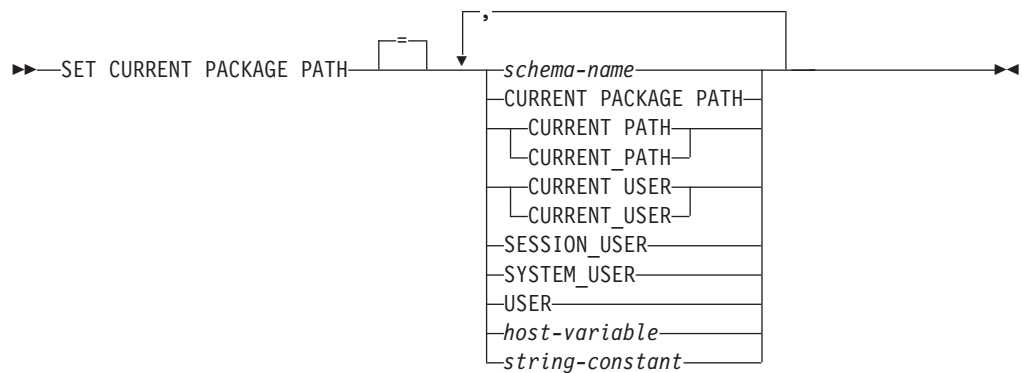 ,
=
SET CURRENT PACKAGE PATH
schema-name
CURRENT PACKAGE PATH
CURRENT PATH
CURRENT_PATH
CURRENT USER
CURRENT_USER
SESSION_USER
SYSTEM_USER
USER
host-variable
string-constant